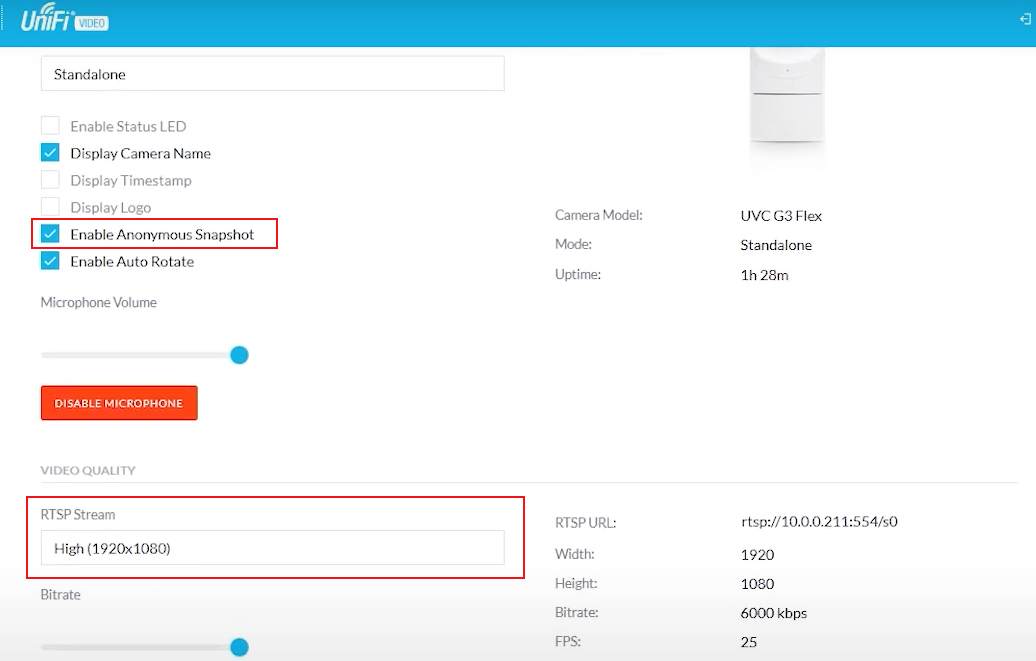 UniFi VIDEO
Standalone
Enable Status LED
Display Camera Name
Display Timestamp
Display Logo
Enable Anonymous Snapshot
Enable Auto Rotate
Microphone Volume
DISABLE MICROPHONE
Camera Model: UVC G3 Flex
Mode: Standalone
Uptime: 1h 28m
VIDEO QUALITY
RTSP Stream
High (1920x1080)
Bitrate
RTSP URL: rtsp://10.0.0.211:554/s0
Width: 1920
Height: 1080
Bitrate: 6000 kbps
FPS: 25